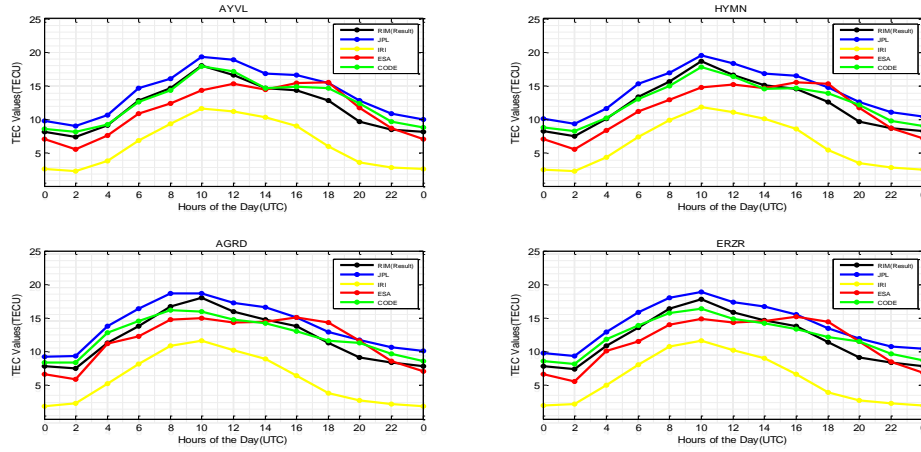 AYVL
TEC Values(TECU)
25
20
15
10
5
0 2 4 6 8 10 12 14 16 18 20 22 0
Hours of the Day(UTC)
RIM(Result)
JPL
IRI
ESA
CODE
HYMN
TEC Values(TECU)
25
20
15
10
5
0 2 4 6 8 10 12 14 16 18 20 22 0
Hours of the Day(UTC)
RIM(Result)
JPL
IRI
ESA
CODE
AGRD
TEC Values(TECU)
25
20
15
10
5
0 2 4 6 8 10 12 14 16 18 20 22 0
Hours of the Day(UTC)
RIM(Result)
JPL
IRI
ESA
CODE
ERZR
TEC Values(TECU)
25
20
15
10
5
0 2 4 6 8 10 12 14 16 18 20 22 0
Hours of the Day(UTC)
RIM(Result)
JPL
IRI
ESA
CODE